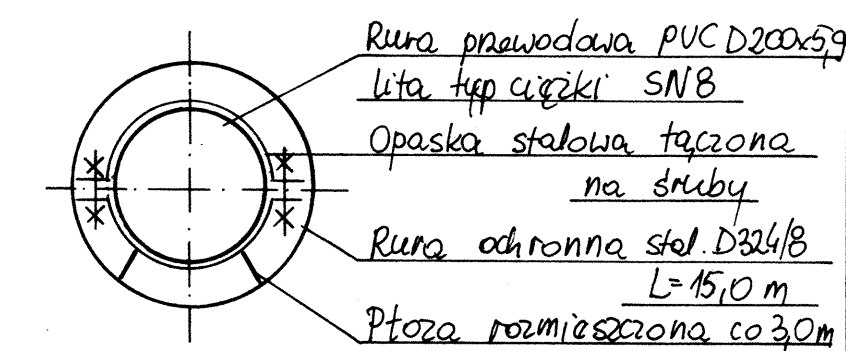 Rura przewodowa PVC D200x5,9
lita typ ciężki SN8
Opaska stalowa łączona
na śruby
Rura ochronna stal. D324/8
L=15,0 m
Płoza rozmieszczona co 3,0m